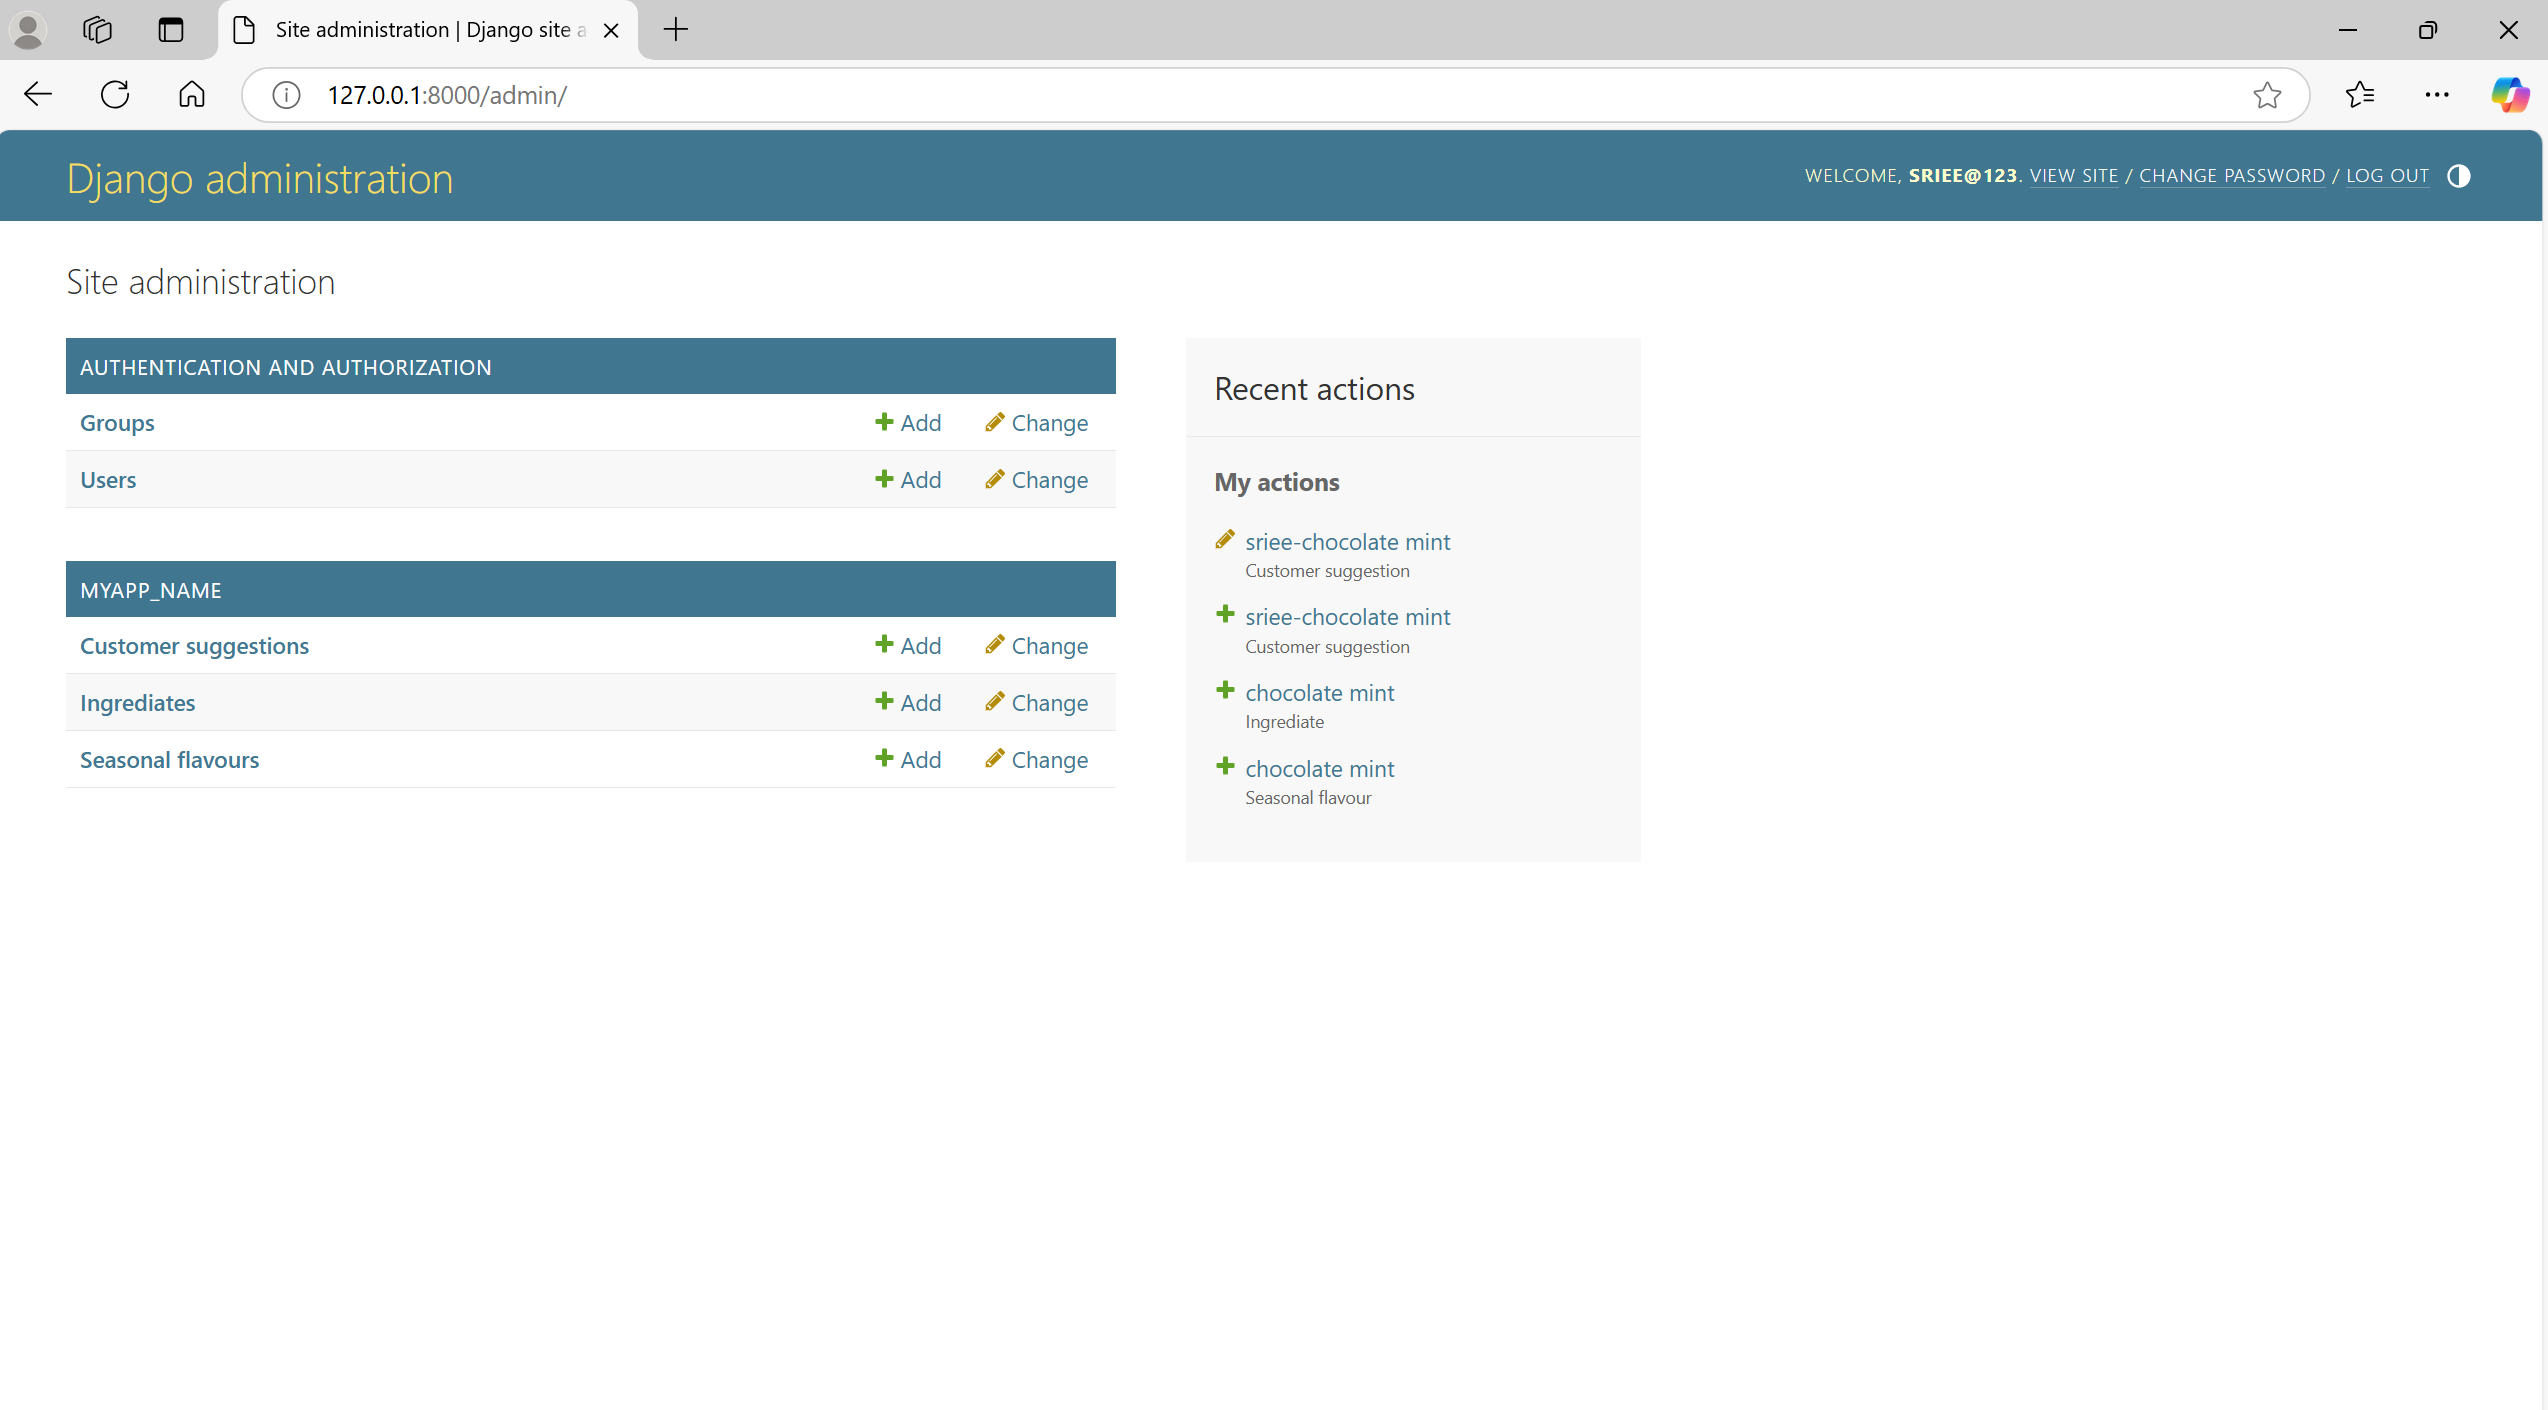 Site administration | Django site a
127.0.0.1:8000/admin/
Django administration
WELCOME, SRIEE@123. VIEW SITE / CHANGE PASSWORD / LOG OUT
Site administration
AUTHENTICATION AND AUTHORIZATION
Groups Add Change
Users Add Change
MYAPP_NAME
Customer suggestions Add Change
Ingrediates Add Change
Seasonal flavours Add Change
Recent actions
My actions
sriee-chocolate mint
Customer suggestion
sriee-chocolate mint
Customer suggestion
chocolate mint
Ingrediate
chocolate mint
Seasonal flavour